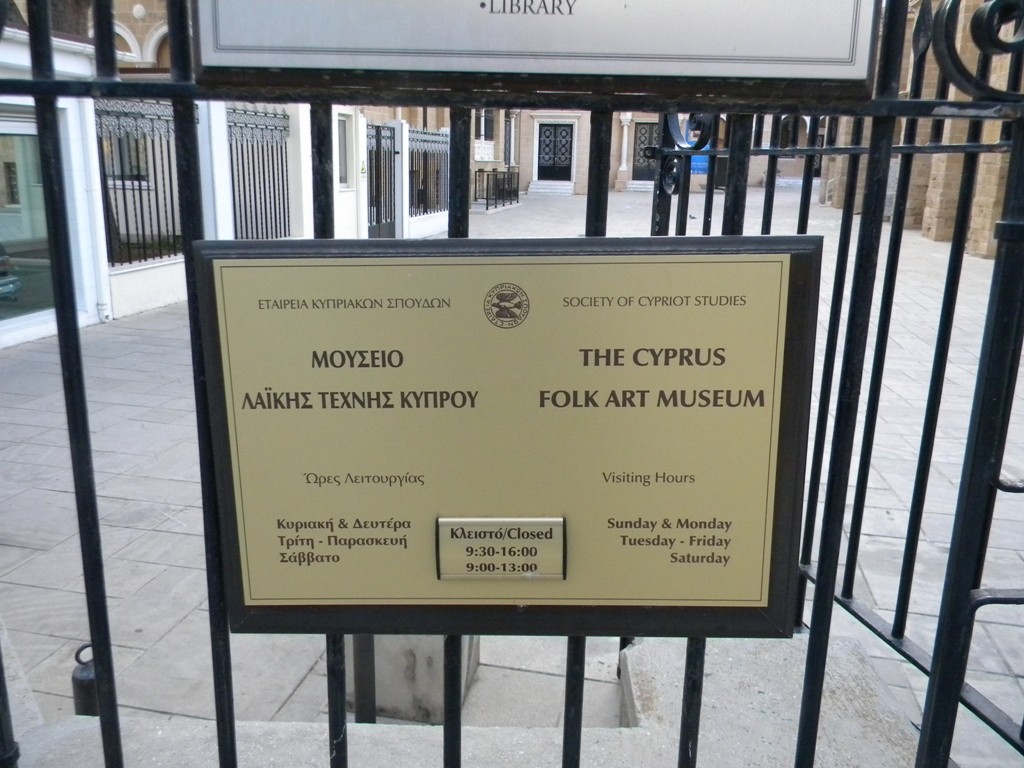 •LIBRARY
ΕΤΑΙΡΕΙΑ ΚΥΠΡΙΑΚΩΝ ΣΠΟΥΔΩΝ
SOCIETY OF CYPRIOT STUDIES
ΜΟΥΣΕΙΟ
ΛΑΪΚΗΣ ΤΕΧΝΗΣ ΚΥΠΡΟΥ
THE CYPRUS
FOLK ART MUSEUM
Ώρες Λειτουργίας
Visiting Hours
Κυριακή & Δευτέρα
Τρίτη - Παρασκευή
Σάββατο
Κλειστό/Closed
9:30-16:00
9:00-13:00
Sunday & Monday
Tuesday - Friday
Saturday